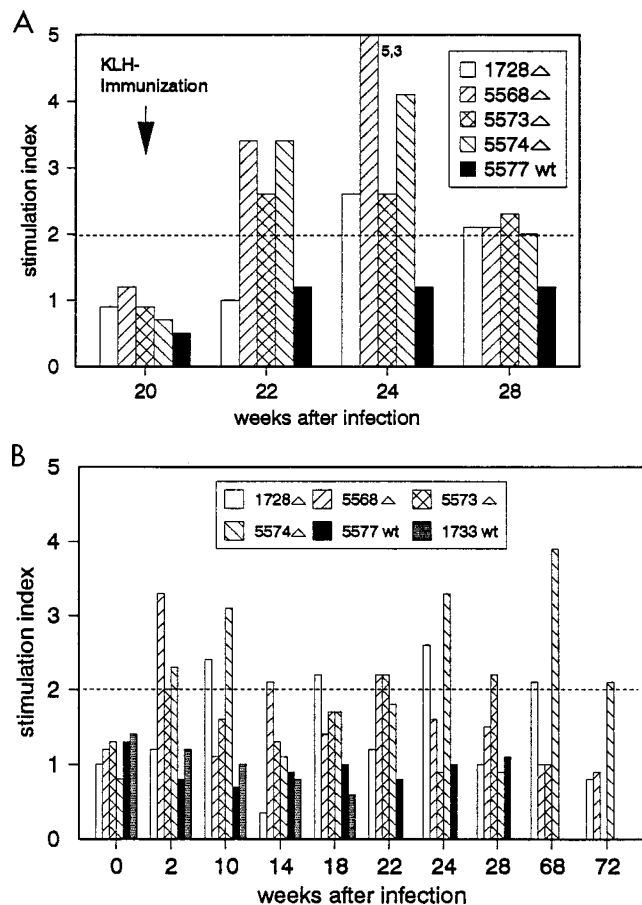 A
KLH-
Immunization
5,3
1728△
5568△
5573△
5574△
5577 wt
stimulation index
5
4
3
2
1
0
20 22 24 28
weeks after infection
B
1728△ 5568△ 5573△
5574△ 5577 wt 1733 wt
stimulation index
5
4
3
2
1
0
0 2 10 14 18 22 24 28 68 72
weeks after infection